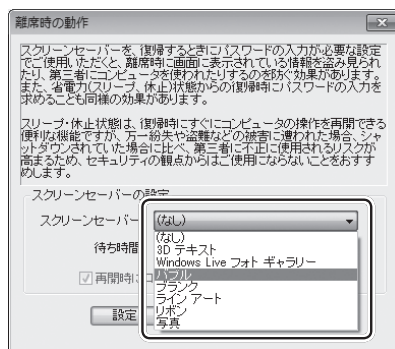 離席時の動作
スクリーンセーバーを、復帰するときにパスワードの入力が必要な設定
でご使用いただくと、離席時に画面に表示されている情報を盗み見られ
たり、第三者にコンピュータを使われたりするのを防ぐ効果があります。
また、省電力(スリープ、休止)状態からの復帰時にパスワードの入力を
求めることも同様の効果があります。
スリープ・休止状態は、復帰時にすぐにコンピュータの操作を再開できる
便利な機能ですが、万一紛失や盗難などの被害に遭われた場合、シャ
ットダウンされていた場合に比べ、第三者に不正に使用されるリスクが
高まるため、セキュリティの観点からはご使用にならないことをおすす
めします。
スクリーンセーバーの設定
スクリーンセーバー (なし)
(なし)
3D テキスト
待ち時間
Windows Live フォト ギャラリー
バブル
再開時に
ブランク
ライン アート
設定
リボン
写真